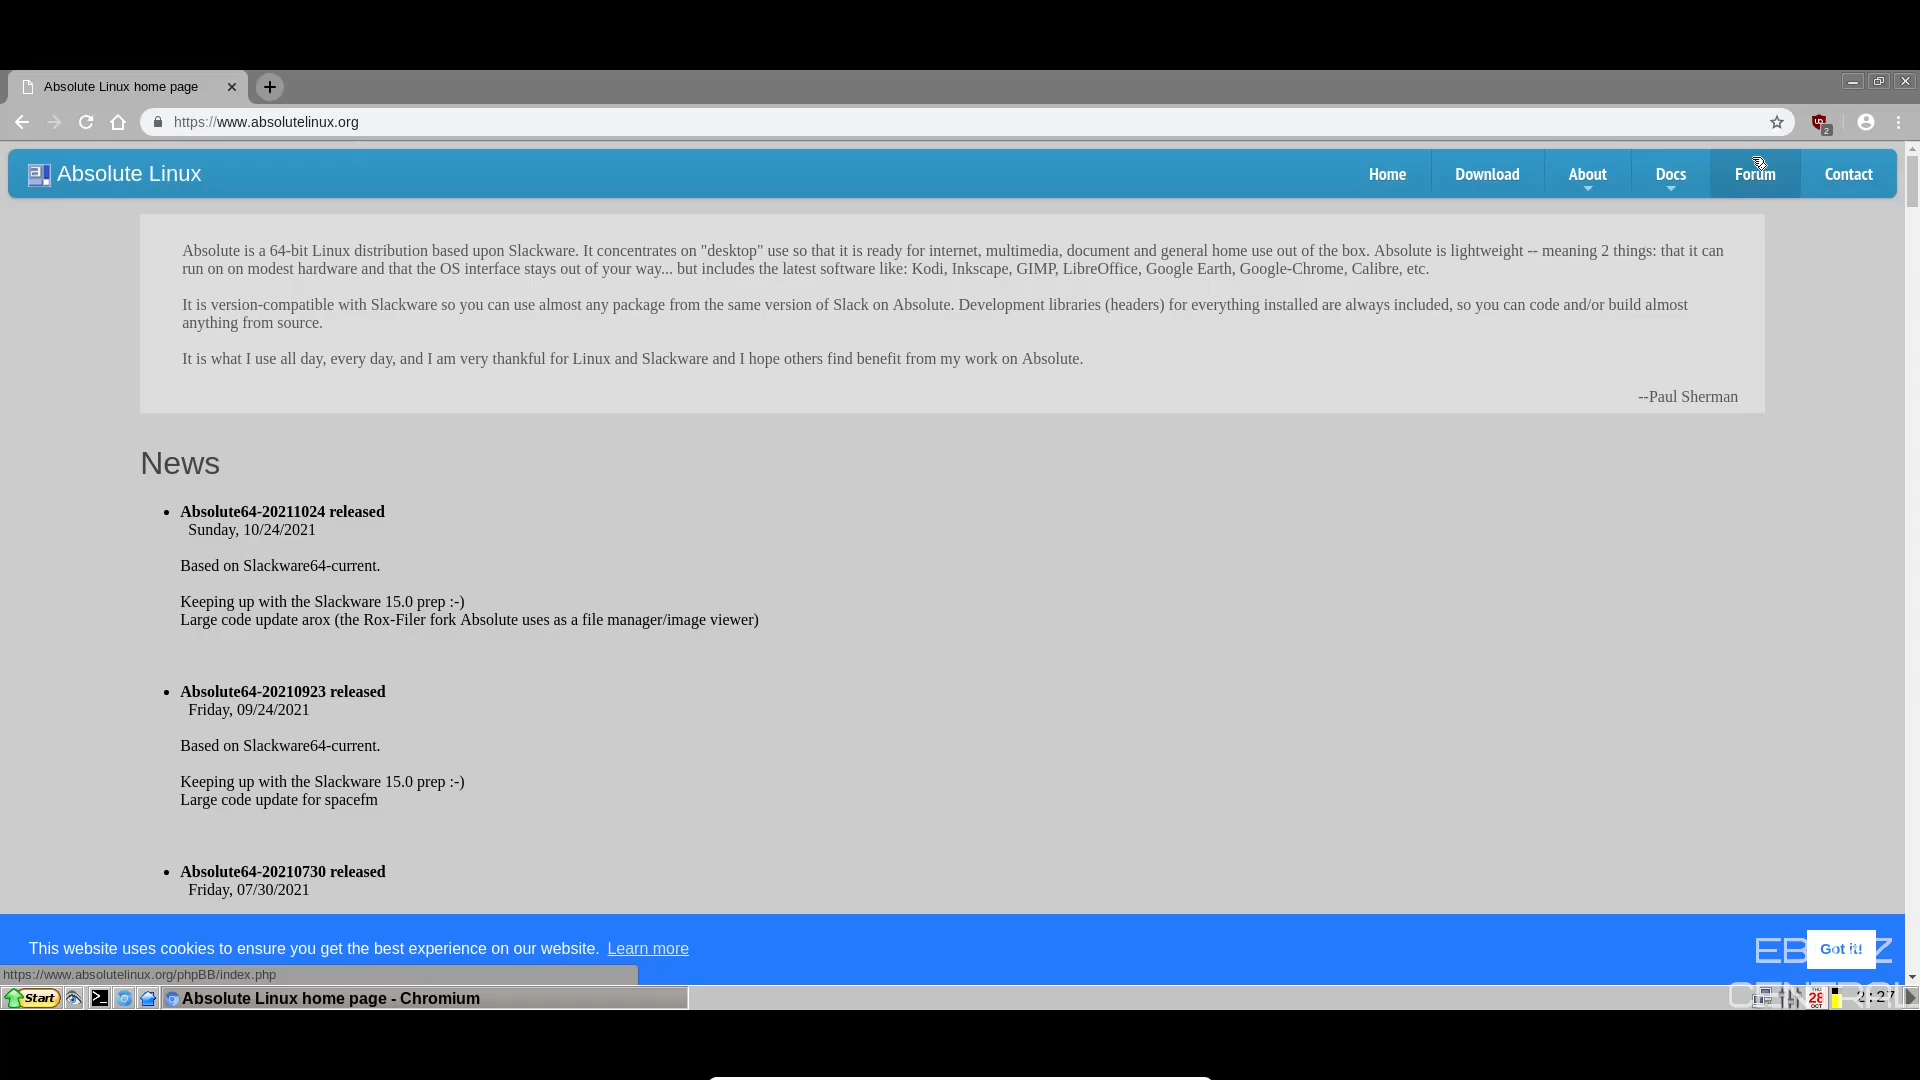 Absolute Linux home page
https://www.absolutelinux.org
2
Absolute Linux
Home
Download
About
Docs
Forum
Contact
Absolute is a 64-bit Linux distribution based upon Slackware. It concentrates on "desktop" use so that it is ready for internet, multimedia, document and general home use out of the box. Absolute is lightweight -- meaning 2 things: that it can
run on on modest hardware and that the OS interface stays out of your way... but includes the latest software like: Kodi, Inkscape, GIMP, LibreOffice, Google Earth, Google-Chrome, Calibre, etc.
It is version-compatible with Slackware so you can use almost any package from the same version of Slack on Absolute. Development libraries (headers) for everything installed are always included, so you can code and/or build almost
anything from source.
It is what I use all day, every day, and I am very thankful for Linux and Slackware and I hope others find benefit from my work on Absolute.
--Paul Sherman
News
Absolute64-20211024 released
Sunday, 10/24/2021
Based on Slackware64-current.
Keeping up with the Slackware 15.0 prep :-)
Large code update arox (the Rox-Filer fork Absolute uses as a file manager/image viewer)
Absolute64-20210923 released
Friday, 09/24/2021
Based on Slackware64-current.
Keeping up with the Slackware 15.0 prep :-)
Large code update for spacefm
Absolute64-20210730 released
Friday, 07/30/2021
This website uses cookies to ensure you get the best experience on our website. Learn more
Got it!
https://www.absolutelinux.org/phpBB/index.php
Start
Absolute Linux home page - Chromium
THU
28
OCT
CENTRAL